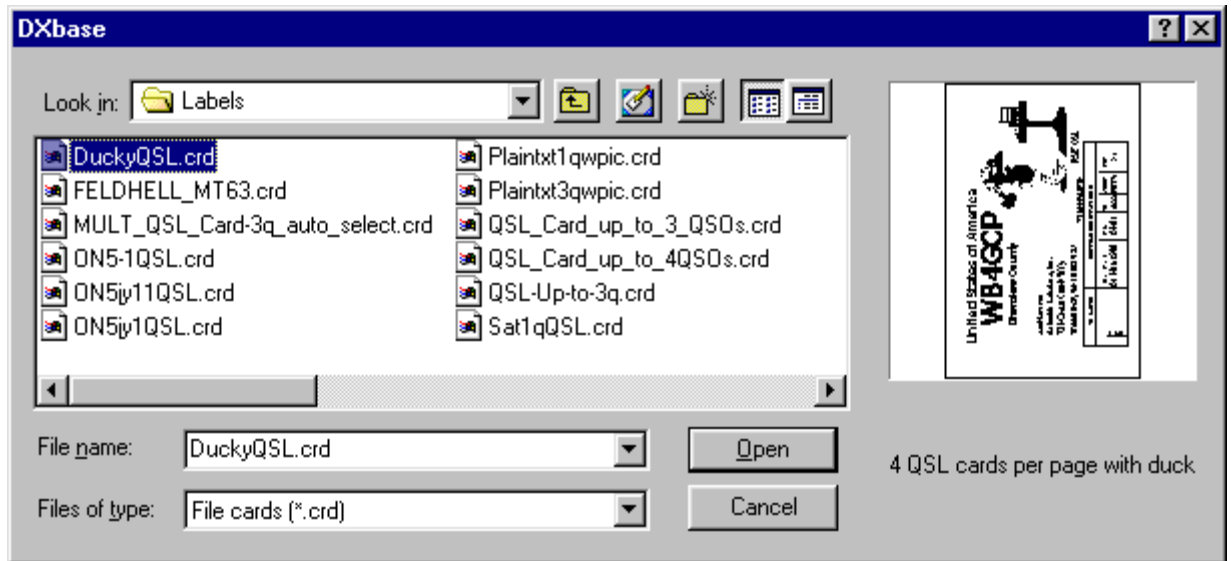 DXbase
Look in: Labels
DuckyQSL.crd
FELDHELL_MT63.crd
MULT_QSL_Card-3q_auto_select.crd
ON5-1QSL.crd
ON5jy11QSL.crd
ON5jy1QSL.crd
Plaintxt1qwpic.crd
Plaintxt3qwpic.crd
QSL_Card_up_to_3_QSOs.crd
QSL_Card_up_to_4QSOs.crd
QSL-Up-to-3q.crd
Sat1qQSL.crd
File name: DuckyQSL.crd
Open
Files of type: File cards (*.crd)
Cancel
United States of America
WB4GCP
Cherokee County
4 QSL cards per page with duck